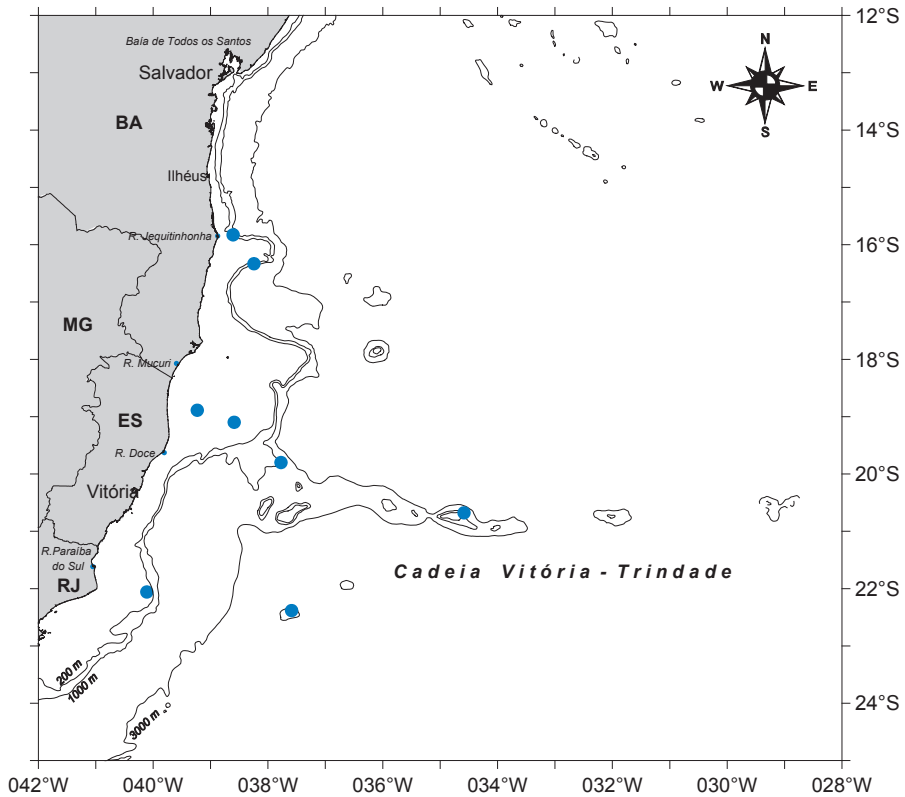 12°S
Baía de Todos os Santos
N
Salvador
W
E
S
BA
14°S
Ilhéus
R. Jequitinhonha
16°S
MG
R. Mucuri
18°S
ES
R. Doce
20°S
Vitória
R.Paraíba
do Sul
Cadeia Vitória - Trindade
RJ
22°S
200 m
1000 m
3000 m
24°S
042°W
040°W
038°W
036°W
034°W
032°W
030°W
028°W